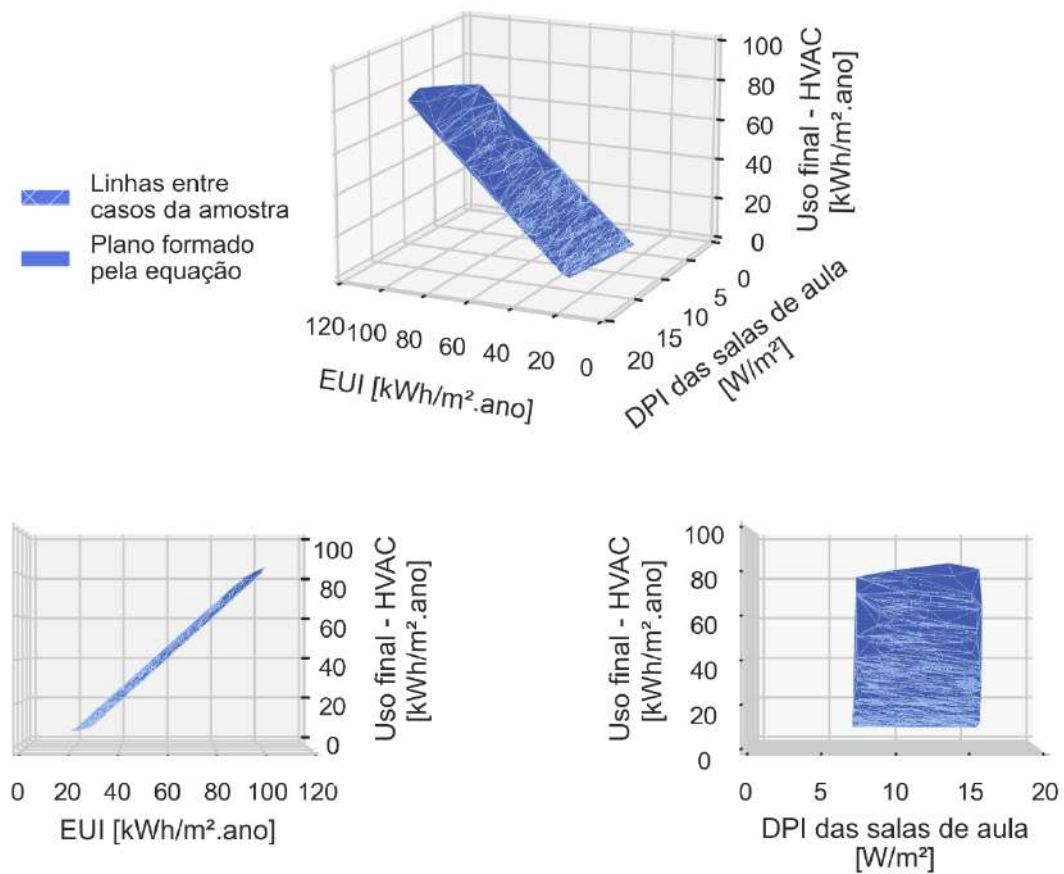 Linhas entre
casos da amostra
Plano formado
pela equação
100
80
60
40
20
0
Uso final - HVAC
[kWh/m².ano]
120 100 80 60 40 20 0
EUI [kWh/m².ano]
20 15 10 5 0
DPI das salas de aula
[W/m²]
100
80
60
40
20
0
Uso final - HVAC
[kWh/m².ano]
0 20 40 60 80 100 120
EUI [kWh/m².ano]
Uso final - HVAC
[kWh/m².ano]
100
80
60
40
20
0
0 5 10 15 20
DPI das salas de aula
[W/m²]